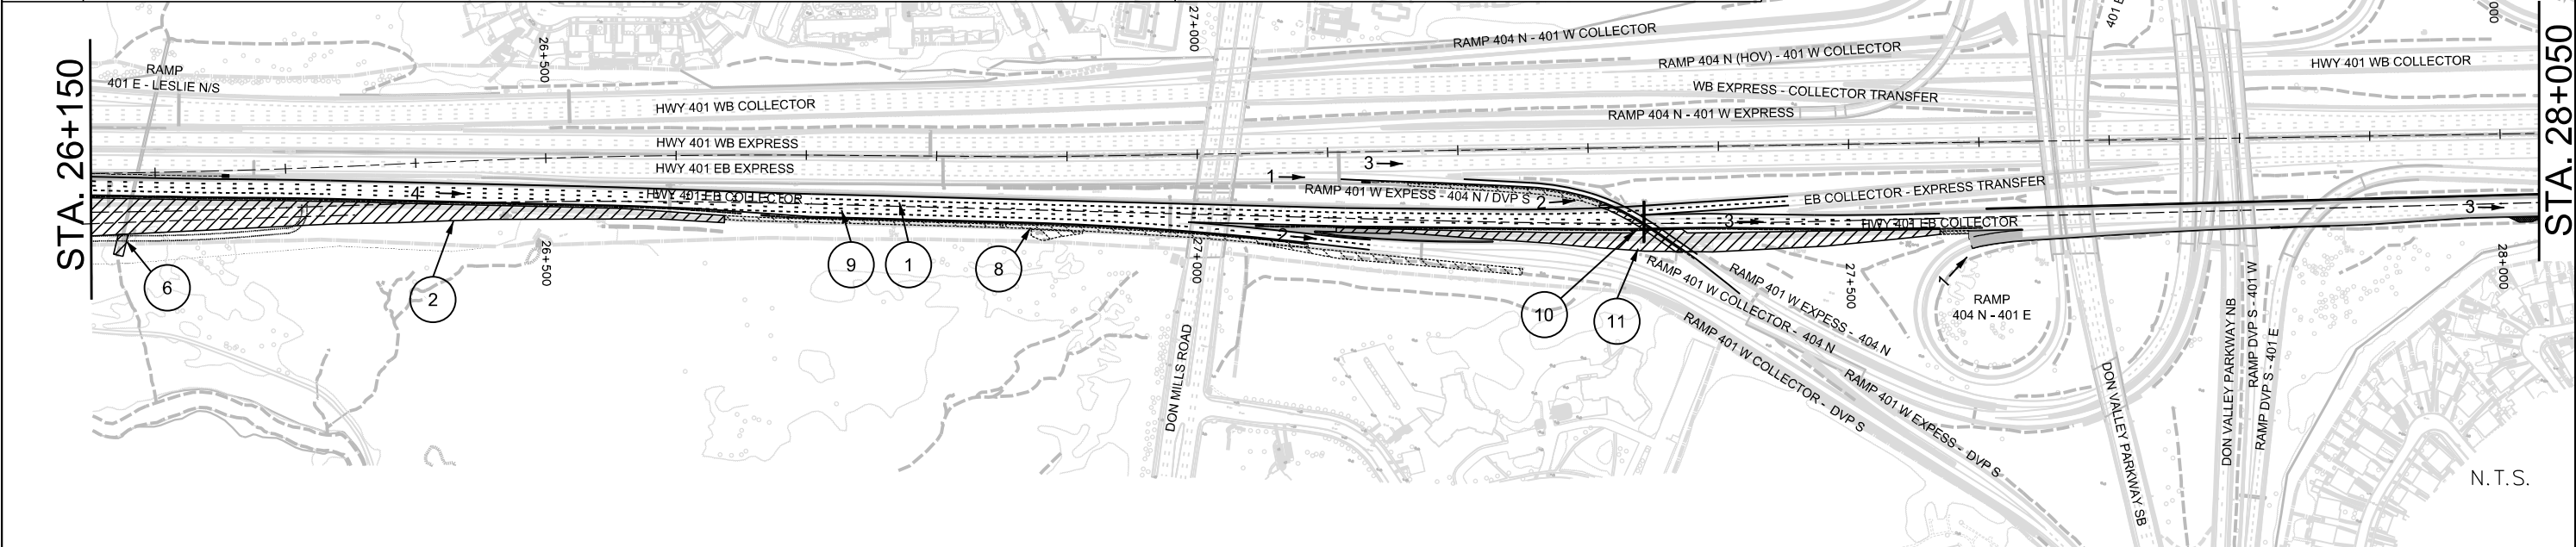 STA. 26+150
STA. 28+050
RAMP
401 E - LESLIE N/S
26+500
27+000
HWY 401 WB COLLECTOR
HWY 401 WB EXPRESS
HWY 401 EB EXPRESS
HWY 401 EB COLLECTOR
4
RAMP 404 N - 401 W COLLECTOR
RAMP 404 N (HOV) - 401 W COLLECTOR
WB EXPRESS - COLLECTOR TRANSFER
RAMP 404 N - 401 W EXPRESS
HWY 401 WB COLLECTOR
3
1
RAMP 401 W EXPESS - 404 N / DVP S
2
EB COLLECTOR - EXPRESS TRANSFER
3
HWY 401 EB COLLECTOR
3
2
1
6
2
9
1
8
10
11
26+500
27+000
27+500
28+000
DON MILLS ROAD
RAMP 401 W EXPESS - 404 N
RAMP 401 W COLLECTOR - 404 N
RAMP 401 W COLLECTOR - DVP S
RAMP 401 W EXPESS - DVP S
RAMP
404 N - 401 E
DON VALLEY PARKWAY SB
DON VALLEY PARKWAY NB
RAMP DVP S - 401 W
RAMP DVP S - 401 E
N.T.S.